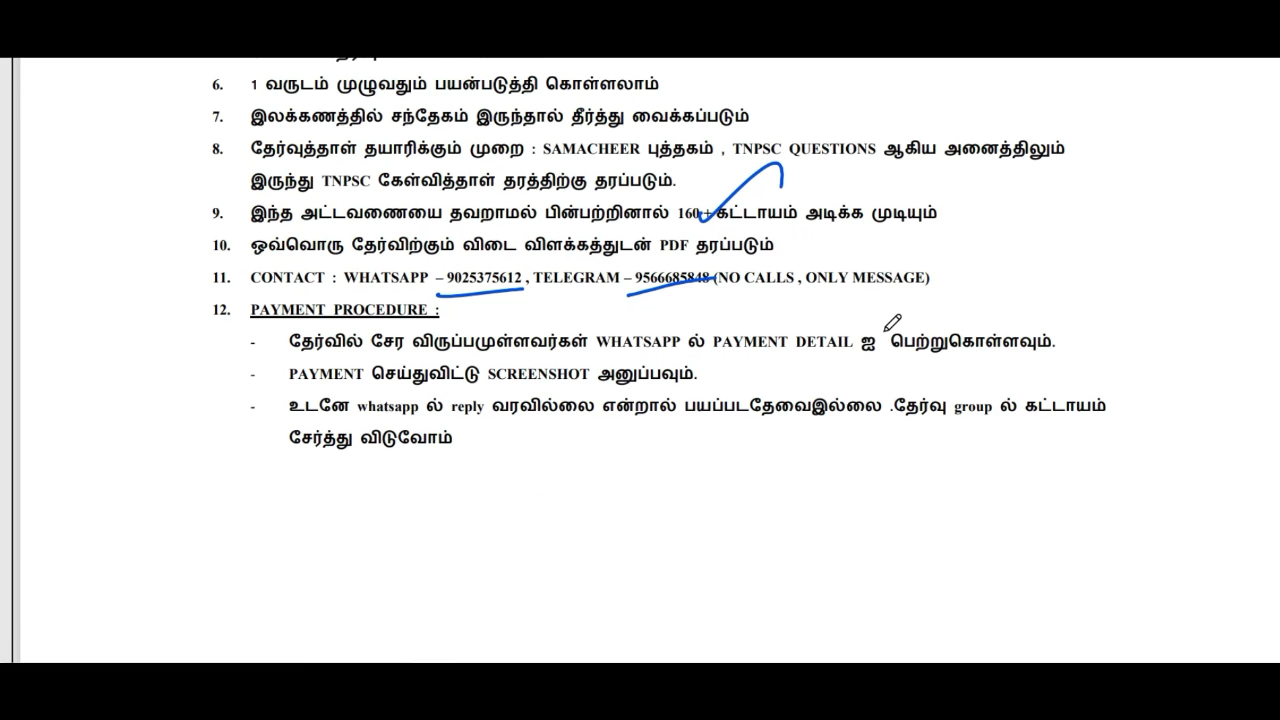 6. 1 வருடம் முழுவதும் பயன்படுத்தி கொள்ளலாம்
7. இலக்கணத்தில் சந்தேகம் இருந்தால் தீர்த்து வைக்கப்படும்
8. தேர்வுத்தாள் தயாரிக்கும் முறை : SAMACHEER புத்தகம் , TNPSC QUESTIONS ஆகிய அனைத்திலும்
இருந்து TNPSC கேள்வித்தாள் தரத்திற்கு தரப்படும்.
9. இந்த அட்டவணையை தவறாமல் பின்பற்றினால் 160+ கட்டாயம் அடிக்க முடியும்
10. ஒவ்வொரு தேர்விற்கும் விடை விளக்கத்துடன் PDF தரப்படும்
11. CONTACT : WHATSAPP – 9025375612 , TELEGRAM – 9566685848 (NO CALLS , ONLY MESSAGE)
12. PAYMENT PROCEDURE :
- தேர்வில் சேர விருப்பமுள்ளவர்கள் WHATSAPP ல் PAYMENT DETAIL ஐ பெற்றுகொள்ளவும்.
- PAYMENT செய்துவிட்டு SCREENSHOT அனுப்பவும்.
- உடனே whatsapp ல் reply வரவில்லை என்றால் பயப்படதேவைஇல்லை .தேர்வு group ல் கட்டாயம்
சேர்த்து விடுவோம்